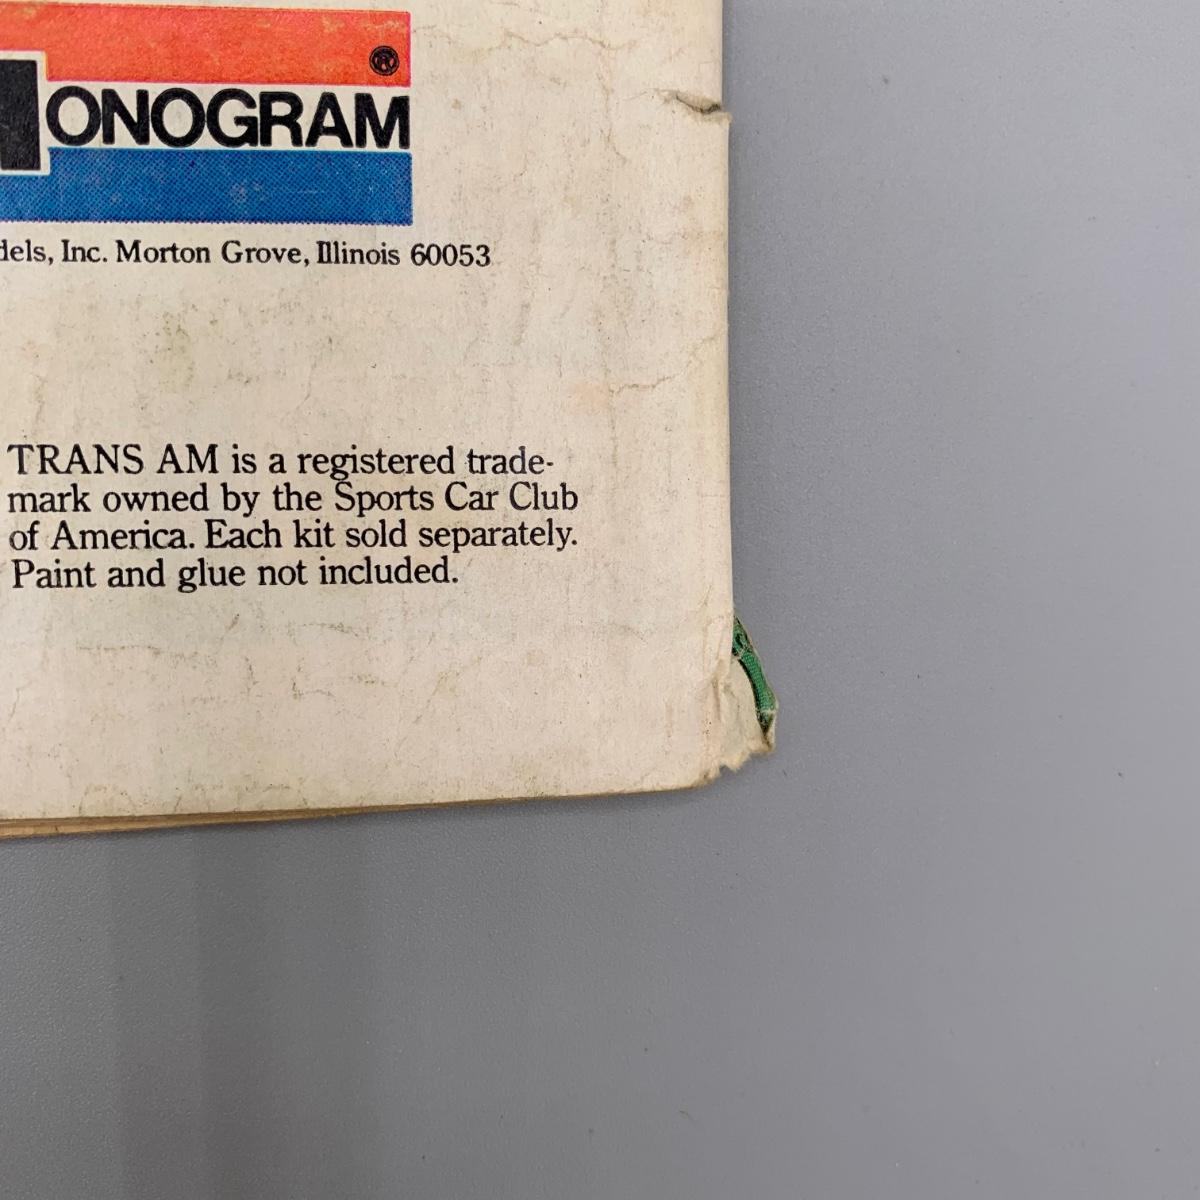 ®
MONOGRAM
dels, Inc. Morton Grove, Illinois 60053
TRANS AM is a registered trade-
mark owned by the Sports Car Club
of America. Each kit sold separately.
Paint and glue not included.